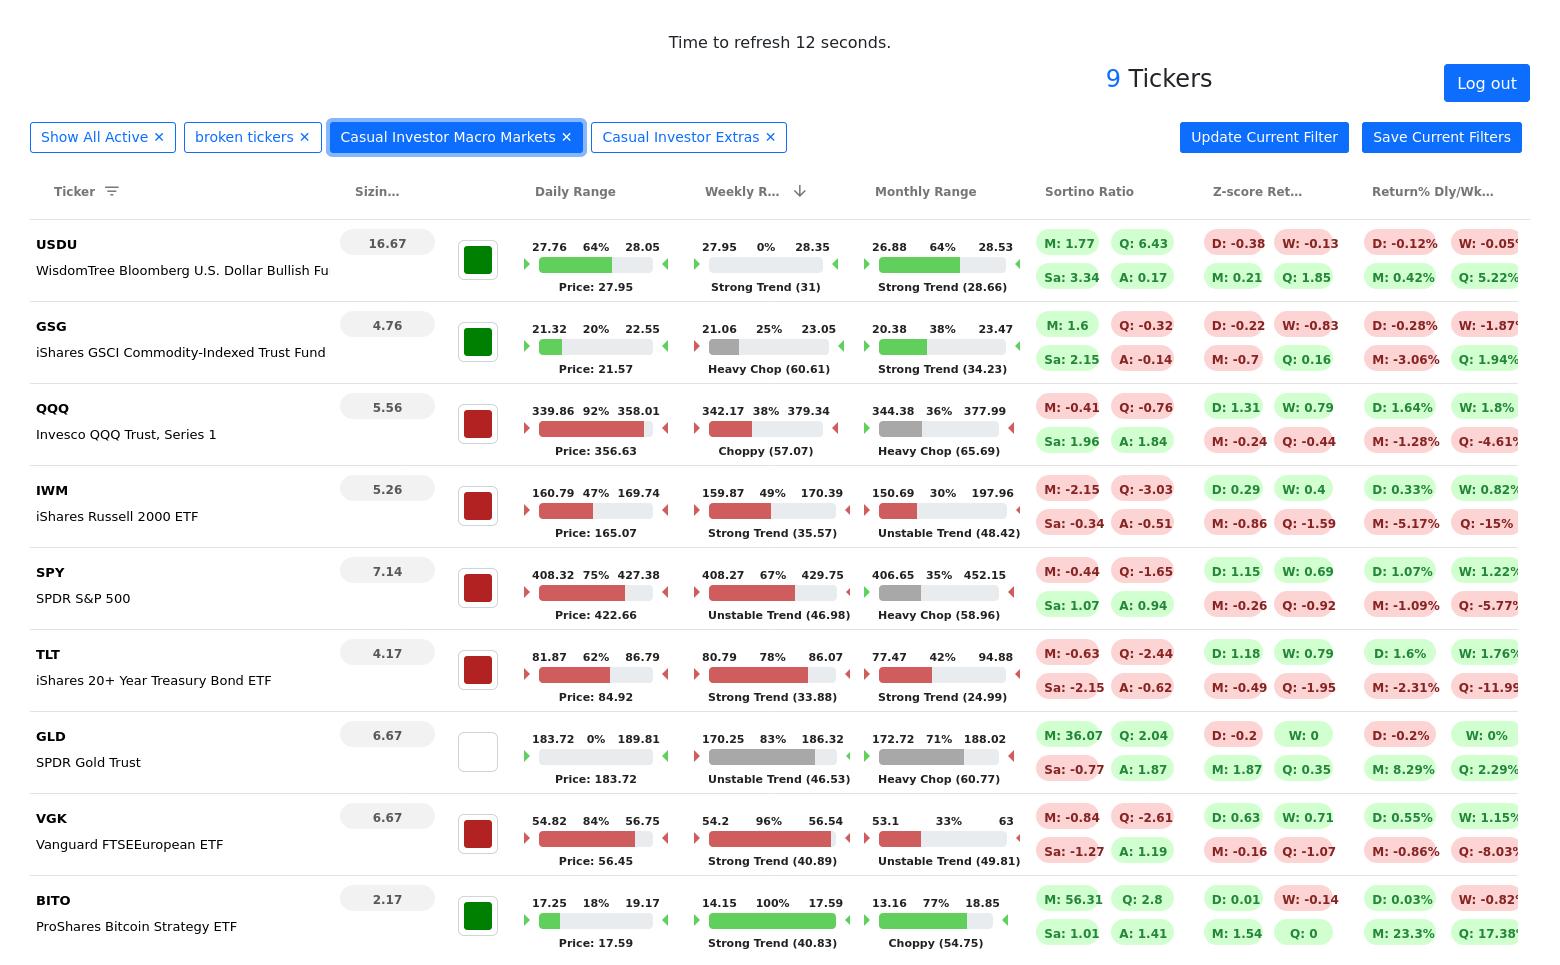 Time to refresh 12 seconds.
9 Tickers
Log out
Show All Active ✕ broken tickers ✕ Casual Investor Macro Markets ✕ Casual Investor Extras ✕ Update Current Filter Save Current Filters
Ticker Sizin... Daily Range Weekly R... Monthly Range Sortino Ratio Z-score Ret... Return% Dly/Wk...
USDU 16.67 27.76 64% 28.05 27.95 0% 28.35 26.88 64% 28.53 M: 1.77 Q: 6.43 D: -0.38 W: -0.13 D: -0.12% W: -0.05%
WisdomTree Bloomberg U.S. Dollar Bullish Fu Sa: 3.34 A: 0.17 M: 0.21 Q: 1.85 M: 0.42% Q: 5.22%
Price: 27.95 Strong Trend (31) Strong Trend (28.66)
GSG 4.76 21.32 20% 22.55 21.06 25% 23.05 20.38 38% 23.47 M: 1.6 Q: -0.32 D: -0.22 W: -0.83 D: -0.28% W: -1.87%
iShares GSCI Commodity-Indexed Trust Fund Sa: 2.15 A: -0.14 M: -0.7 Q: 0.16 M: -3.06% Q: 1.94%
Price: 21.57 Heavy Chop (60.61) Strong Trend (34.23)
QQQ 5.56 339.86 92% 358.01 342.17 38% 379.34 344.38 36% 377.99 M: -0.41 Q: -0.76 D: 1.31 W: 0.79 D: 1.64% W: 1.8%
Invesco QQQ Trust, Series 1 Sa: 1.96 A: 1.84 M: -0.24 Q: -0.44 M: -1.28% Q: -4.61%
Price: 356.63 Choppy (57.07) Heavy Chop (65.69)
IWM 5.26 160.79 47% 169.74 159.87 49% 170.39 150.69 30% 197.96 M: -2.15 Q: -3.03 D: 0.29 W: 0.4 D: 0.33% W: 0.82%
iShares Russell 2000 ETF Sa: -0.34 A: -0.51 M: -0.86 Q: -1.59 M: -5.17% Q: -15%
Price: 165.07 Strong Trend (35.57) Unstable Trend (48.42)
SPY 7.14 408.32 75% 427.38 408.27 67% 429.75 406.65 35% 452.15 M: -0.44 Q: -1.65 D: 1.15 W: 0.69 D: 1.07% W: 1.22%
SPDR S&P 500 Sa: 1.07 A: 0.94 M: -0.26 Q: -0.92 M: -1.09% Q: -5.77%
Price: 422.66 Unstable Trend (46.98) Heavy Chop (58.96)
TLT 4.17 81.87 62% 86.79 80.79 78% 86.07 77.47 42% 94.88 M: -0.63 Q: -2.44 D: 1.18 W: 0.79 D: 1.6% W: 1.76%
iShares 20+ Year Treasury Bond ETF Sa: -2.15 A: -0.62 M: -0.49 Q: -1.95 M: -2.31% Q: -11.99
Price: 84.92 Strong Trend (33.88) Strong Trend (24.99)
GLD 6.67 183.72 0% 189.81 170.25 83% 186.32 172.72 71% 188.02 M: 36.07 Q: 2.04 D: -0.2 W: 0 D: -0.2% W: 0%
SPDR Gold Trust Sa: -0.77 A: 1.87 M: 1.87 Q: 0.35 M: 8.29% Q: 2.29%
Price: 183.72 Unstable Trend (46.53) Heavy Chop (60.77)
VGK 6.67 54.82 84% 56.75 54.2 96% 56.54 53.1 33% 63 M: -0.84 Q: -2.61 D: 0.63 W: 0.71 D: 0.55% W: 1.15%
Vanguard FTSEEuropean ETF Sa: -1.27 A: 1.19 M: -0.16 Q: -1.07 M: -0.86% Q: -8.03%
Price: 56.45 Strong Trend (40.89) Unstable Trend (49.81)
BITO 2.17 17.25 18% 19.17 14.15 100% 17.59 13.16 77% 18.85 M: 56.31 Q: 2.8 D: 0.01 W: -0.14 D: 0.03% W: -0.82%
ProShares Bitcoin Strategy ETF Sa: 1.01 A: 1.41 M: 1.54 Q: 0 M: 23.3% Q: 17.38%
Price: 17.59 Strong Trend (40.83) Choppy (54.75)